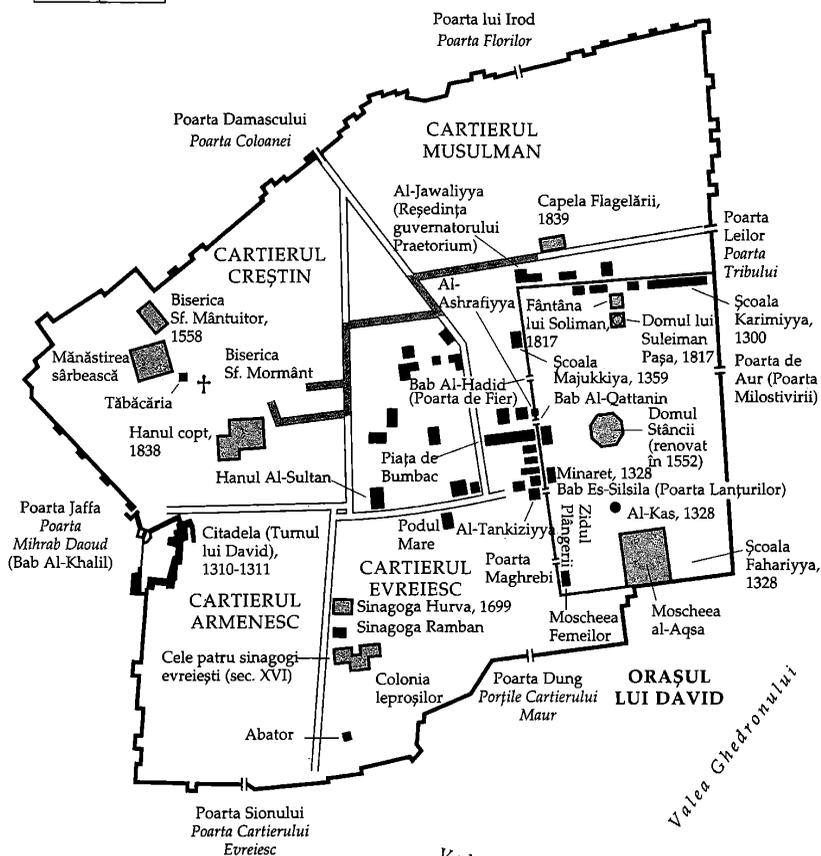 Poarta lui Irod
Poarta Florilor
Poarta Damascului
Poarta Coloanei
CARTIERUL
MUSULMAN
Al-Jawaliyya
(Reședința
guvernatorului
Praetorium)
Capela Flagelării,
1839
Poarta
Leilor
Poarta
Tribului
CARTIERUL
CREȘTIN
Al-
Ashrafiyya
Biserica
Sf. Mântuitor,
1558
Fântâna
lui Soliman,
1817
Domul lui
Suleiman
Pașa, 1817
Școala
Karimiyya,
1300
Mănăstirea
sârbească
Biserica
Sf. Mormânt
Școala
Majukkiya, 1359
Poarta de
Aur (Poarta
Milostivirii)
Tăbăcăria
Bab Al-Hadid
(Poarta de Fier)
Bab Al-Qattanin
Domul
Stâncii
(renovat
în 1552)
Hanul copt,
1838
Piața de
Bumbac
Hanul Al-Sultan
Minaret, 1328
Bab Es-Silsila (Poarta Lanțurilor)
Poarta Jaffa
Poarta
Mihrab Daoud
(Bab Al-Khalil)
Citadela (Turnul
lui David),
1310-1311
Podul
Mare
Al-Tankiziyya
Zidul
Plângerii
Al-Kas, 1328
Poarta
Maghrebi
Școala
Fahariyya,
1328
CARTIERUL
EVREIESC
CARTIERUL
ARMENESC
Sinagoga Hurva, 1699
Sinagoga Ramban
Moscheea
Femeilor
Moscheea
al-Aqsa
Cele patru sinagogi
evreiești (sec. XVI)
Colonia
leproșilor
Poarta Dung
Porțile Cartierului
Maur
ORAȘUL
LUI DAVID
Abator
Valea Ghedronului
Poarta Sionului
Poarta Cartierului
Evreiesc